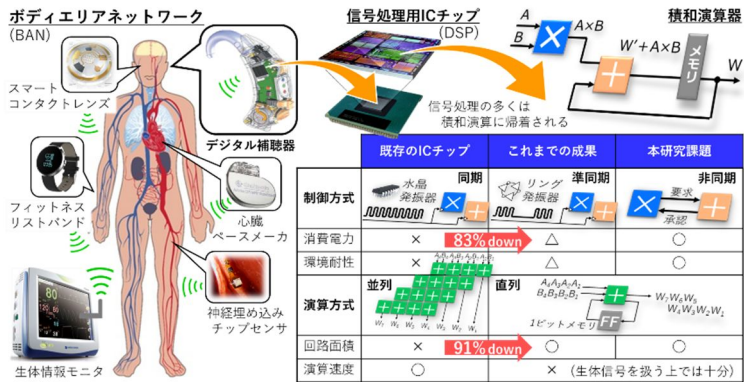 ボディエリアネットワーク
(BAN)
スマート
コンタクトレンズ
デジタル補聴器
フィットネス
リストバンド
心臓
ペースメーカ
神経埋め込み
チップセンサ
生体情報モニタ
信号処理用ICチップ
(DSP)
信号処理の多くは
積和演算に帰着される
積和演算器
A
B
×
A×B
W'+A×B
+
メモリ
W
既存のICチップ これまでの成果 本研究課題
制御方式
水晶
発振器
同期
× +
リング
発振器
準同期
× +
非同期
× 要求 +
承認
消費電力 × 83%down △ ○
環境耐性 × △ ○
演算方式
並列
直列
A₄A₃A₂A₁
B₄B₃B₂B₁
+
FF
1ビットメモリ
W₇W₆W₅
W₄W₃W₂W₁
回路面積 × 91%down ○ ○
演算速度 ○ × (生体信号を扱う上では十分)